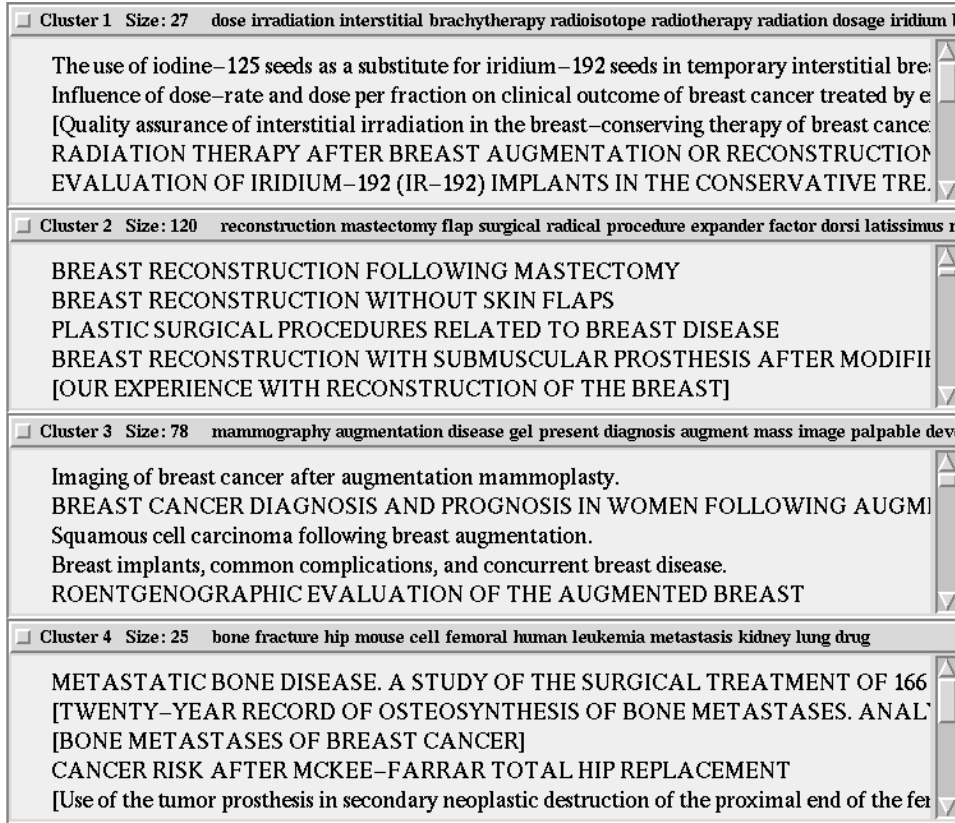 Cluster 1 Size: 27 dose irradiation interstitial brachytherapy radioisotope radiotherapy radiation dosage iridium
The use of iodine–125 seeds as a substitute for iridium–192 seeds in temporary interstitial
Influence of dose–rate and dose per fraction on clinical outcome of breast cancer treated by
[Quality assurance of interstitial irradiation in the breast–conserving therapy of breast
RADIATION THERAPY AFTER BREAST AUGMENTATION OR RECONSTRUCTION
EVALUATION OF IRIDIUM–192 (IR–192) IMPLANTS IN THE CONSERVATIVE
Cluster 2 Size: 120 reconstruction mastectomy flap surgical radical procedure expander factor dorsi latissimus
BREAST RECONSTRUCTION FOLLOWING MASTECTOMY
BREAST RECONSTRUCTION WITHOUT SKIN FLAPS
PLASTIC SURGICAL PROCEDURES RELATED TO BREAST DISEASE
BREAST RECONSTRUCTION WITH SUBMUSCULAR PROSTHESIS AFTER
[OUR EXPERIENCE WITH RECONSTRUCTION OF THE BREAST]
Cluster 3 Size: 78 mammography augmentation disease gel present diagnosis augment mass image palpable
Imaging of breast cancer after augmentation mammoplasty.
BREAST CANCER DIAGNOSIS AND PROGNOSIS IN WOMEN FOLLOWING
Squamous cell carcinoma following breast augmentation.
Breast implants, common complications, and concurrent breast disease.
ROENTGENOGRAPHIC EVALUATION OF THE AUGMENTED BREAST
Cluster 4 Size: 25 bone fracture hip mouse cell femoral human leukemia metastasis kidney lung drug
METASTATIC BONE DISEASE. A STUDY OF THE SURGICAL TREATMENT OF 166
[TWENTY–YEAR RECORD OF OSTEOSYNTHESIS OF BONE METASTASES.
[BONE METASTASES OF BREAST CANCER]
CANCER RISK AFTER MCKEE–FARRAR TOTAL HIP REPLACEMENT
[Use of the tumor prosthesis in secondary neoplastic destruction of the proximal end of the